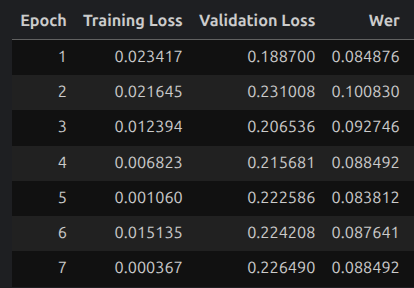 Epoch Training Loss Validation Loss Wer
1 0.023417 0.188700 0.084876
2 0.021645 0.231008 0.100830
3 0.012394 0.206536 0.092746
4 0.006823 0.215681 0.088492
5 0.001060 0.222586 0.083812
6 0.015135 0.224208 0.087641
7 0.000367 0.226490 0.088492